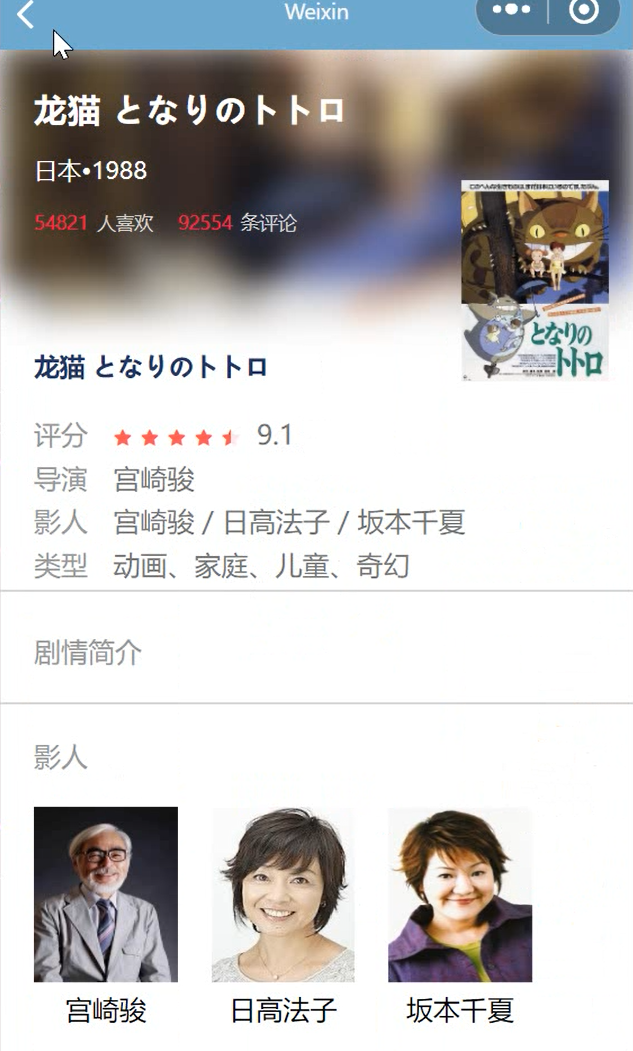 Weixin
龙猫 となりのトトロ
日本•1988
54821 人喜欢 92554 条评论
となりの
トトロ
龙猫 となりのトトロ
评分 9.1
导演 宫崎骏
影人 宫崎骏 / 日高法子 / 坂本千夏
类型 动画、家庭、儿童、奇幻
剧情简介
影人
宫崎骏 日高法子 坂本千夏